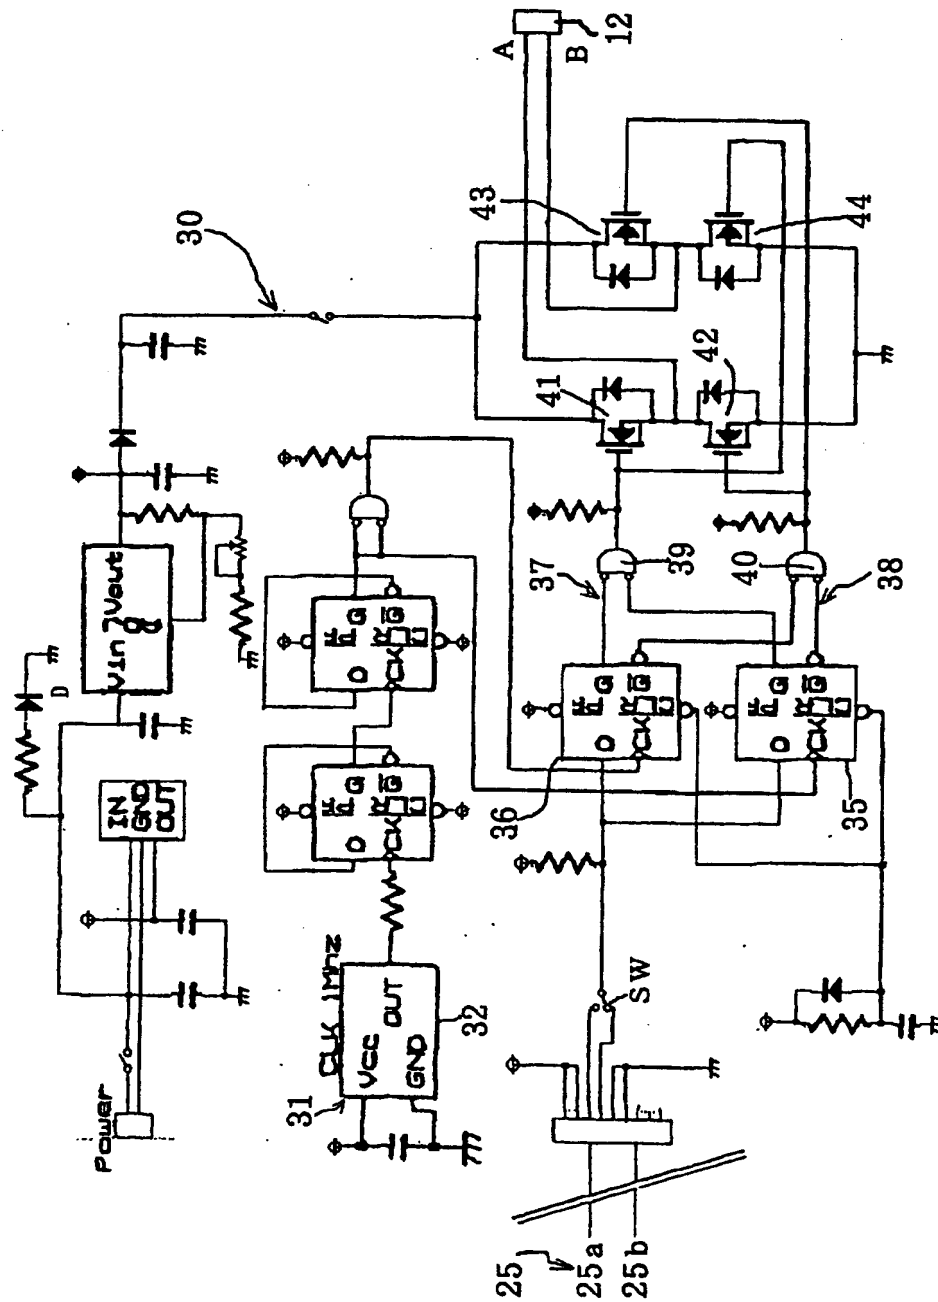 Power
IN
GND
OUT
D
Vin
Vout
30
31
CLK 1Mhz
Vcc
OUT
GND
32
D
CK
D
CK
25
25a
25b
SW
36
D
CK
37
39
41
42
43
44
A
B
12
35
D
CK
40
38